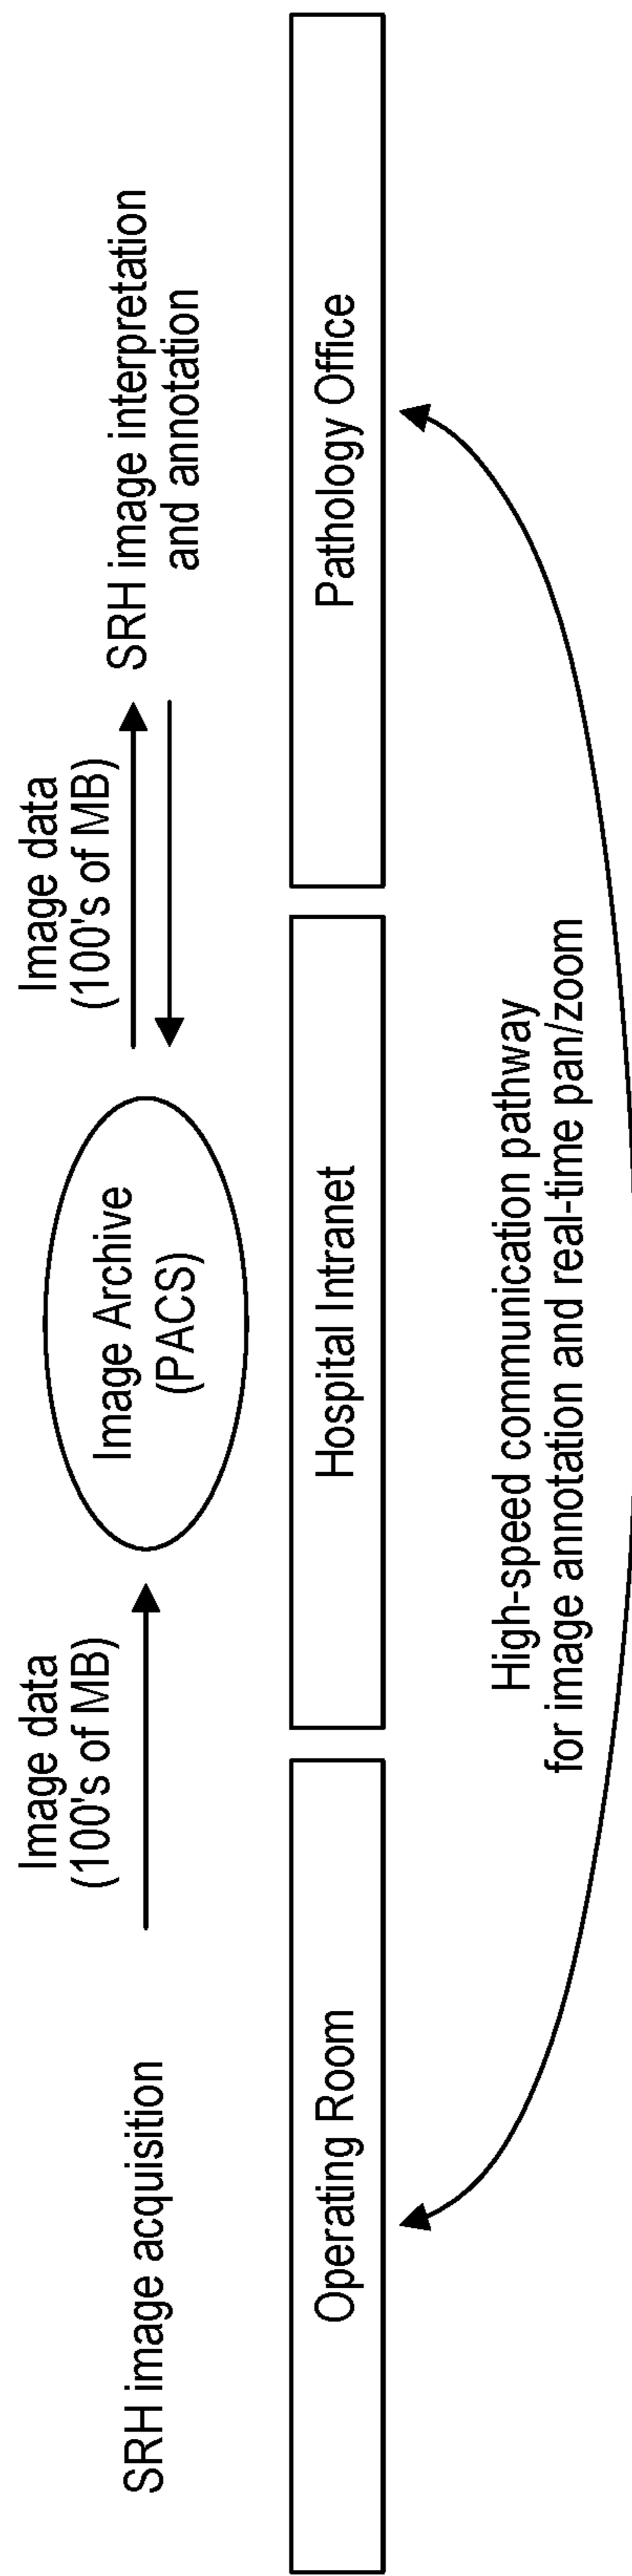 SRH image acquisition
Image data
(100's of MB)
Image Archive
(PACS)
Image data
(100's of MB)
SRH image interpretation
and annotation
Operating Room
Hospital Intranet
Pathology Office
High-speed communication pathway
for image annotation and real-time pan/zoom